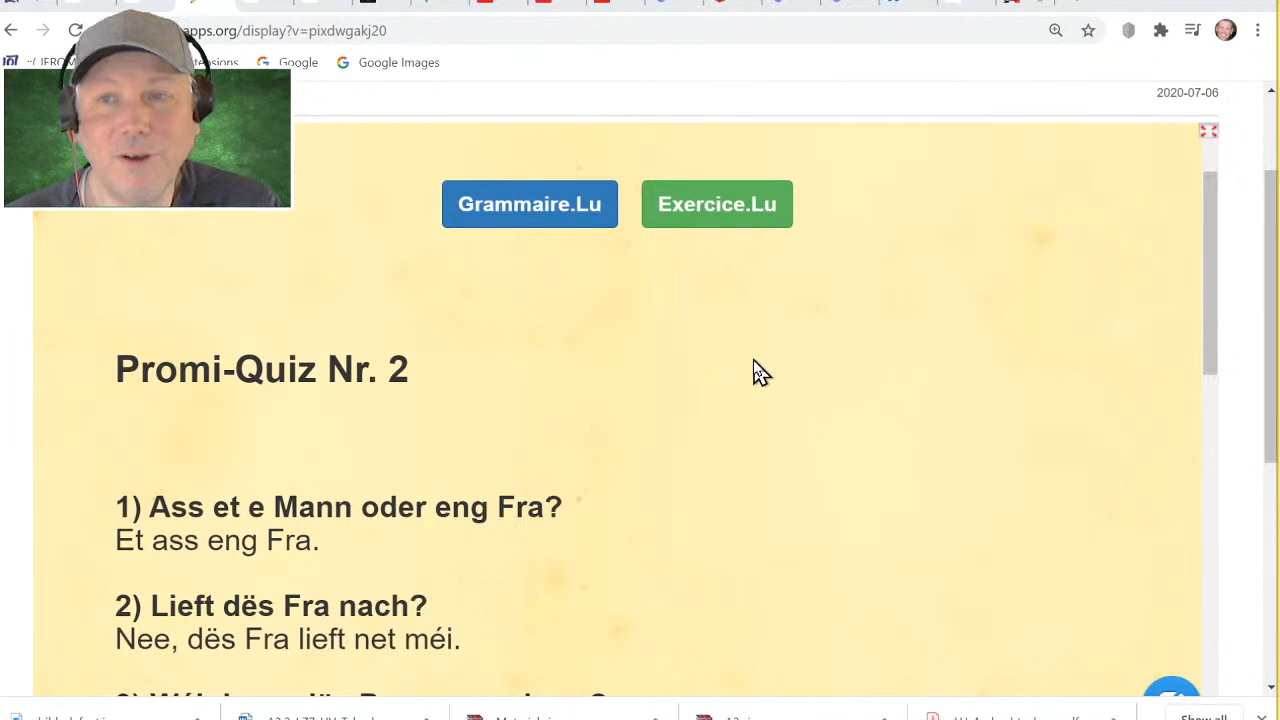 apps.org/display?v=pixdwgakj20
Google
Google Images
2020-07-06
Grammaire.Lu
Exercice.Lu
Promi-Quiz Nr. 2
1) Ass et e Mann oder eng Fra?
Et ass eng Fra.
2) Lieft dës Fra nach?
Nee, dës Fra lieft net méi.
Show all